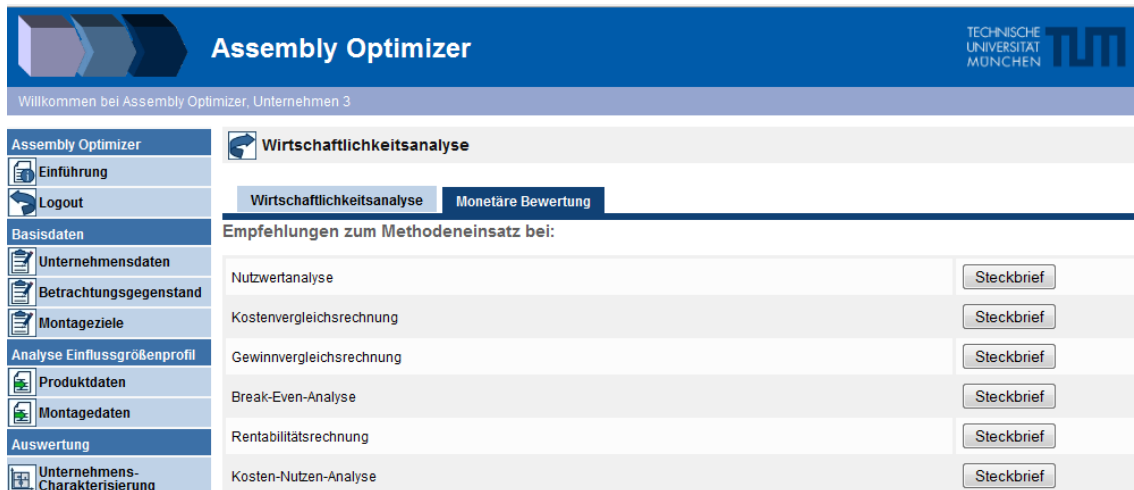 Assembly Optimizer
TECHNISCHE
UNIVERSITÄT
MÜNCHEN
TUM
Willkommen bei Assembly Optimizer, Unternehmen 3
Assembly Optimizer
Einführung
Logout
Basisdaten
Unternehmensdaten
Betrachtungsgegenstand
Montageziele
Analyse Einflussgrößenprofil
Produktdaten
Montagedaten
Auswertung
Unternehmens-
Charakterisierung
Wirtschaftlichkeitsanalyse
Wirtschaftlichkeitsanalyse Monetäre Bewertung
Empfehlungen zum Methodeneinsatz bei:
Nutzwertanalyse Steckbrief
Kostenvergleichsrechnung Steckbrief
Gewinnvergleichsrechnung Steckbrief
Break-Even-Analyse Steckbrief
Rentabilitätsrechnung Steckbrief
Kosten-Nutzen-Analyse Steckbrief